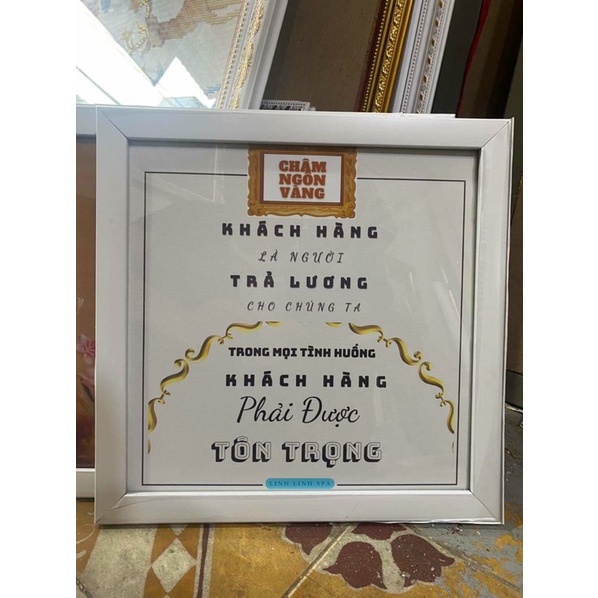 CHÂM
NGÔN
VÀNG
KHÁCH HÀNG
LÀ NGƯỜI
TRẢ LƯƠNG
CHO CHÚNG TA
TRONG MỌI TÌNH HUỐNG
KHÁCH HÀNG
Phải Được
TÔN TRỌNG
LINH LINH SPA